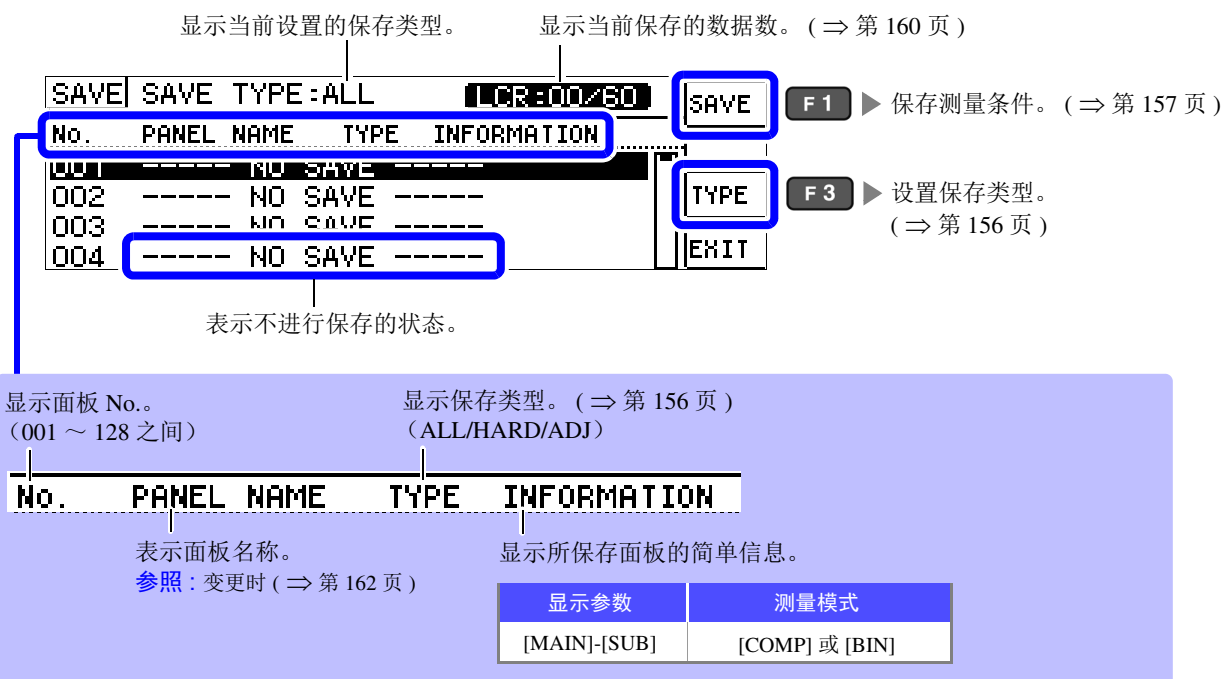 显示当前设置的保存类型。
显示当前保存的数据数。 ( ⇒ 第 160 页 )
SAVE SAVE TYPE:ALL LCR:00/60
SAVE
F 1 ▶ 保存测量条件。 ( ⇒ 第 157 页 )
No. PANEL NAME TYPE INFORMATION
001 ----- NO SAVE -----
002 ----- NO SAVE -----
TYPE
F 3 ▶ 设置保存类型。
( ⇒ 第 156 页 )
003 ----- NO SAVE -----
004 ----- NO SAVE -----
EXIT
表示不进行保存的状态。
显示面板 No.。
（001 ～ 128 之间）
显示保存类型。 ( ⇒ 第 156 页 )
（ALL/HARD/ADJ）
No. PANEL NAME TYPE INFORMATION
表示面板名称。
参照 : 变更时 ( ⇒ 第 162 页 )
显示所保存面板的简单信息。
显示参数 测量模式
[MAIN]-[SUB] [COMP] 或 [BIN]